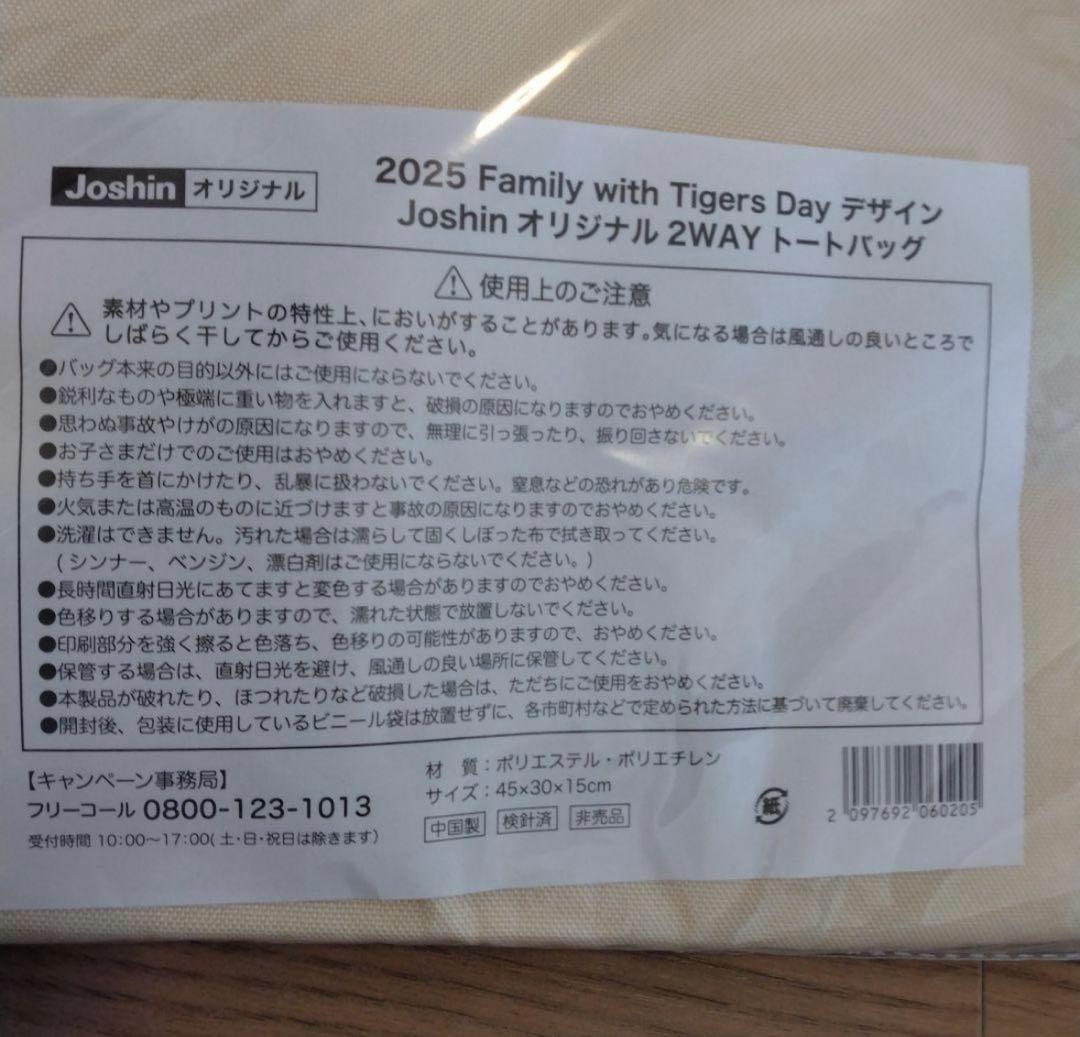 Joshin オリジナル
2025 Family with Tigers Day デザイン
Joshin オリジナル 2WAY トートバッグ
使用上のご注意
素材やプリントの特性上、においがすることがあります。気になる場合は風通しの良いところで
しばらく干してからご使用ください。
●バッグ本来の目的以外にはご使用にならないでください。
●鋭利なものや極端に重い物を入れますと、破損の原因になりますのでおやめください。
●思わぬ事故やけがの原因になりますので、無理に引っ張ったり、振り回さないでください。
●お子さまだけでのご使用はおやめください。
●持ち手を首にかけたり、乱暴に扱わないでください。窒息などの恐れがあり危険です。
●火気または高温のものに近づけますと事故の原因になりますのでおやめください。
●洗濯はできません。汚れた場合は濡らして固くしぼった布で拭き取ってください。
(シンナー、ベンジン、漂白剤はご使用にならないでください。)
●長時間直射日光にあてますと変色する場合がありますのでおやめください。
●色移りする場合がありますので、濡れた状態で放置しないでください。
●印刷部分を強く擦ると色落ち、色移りの可能性がありますので、おやめください。
●保管する場合は、直射日光を避け、風通しの良い場所に保管してください。
●本製品が破れたり、ほつれたりなど破損した場合は、ただちにご使用をおやめください。
●開封後、包装に使用しているビニール袋は放置せずに、各市町村などで定められた方法に基づいて廃棄してください。
【キャンペーン事務局】
フリーコール 0800-123-1013
受付時間 10:00〜17:00(土・日・祝日は除きます)
材 質:ポリエステル・ポリエチレン
サイズ:45×30×15cm
中国製 検針済 非売品
紙
2 097692 060205